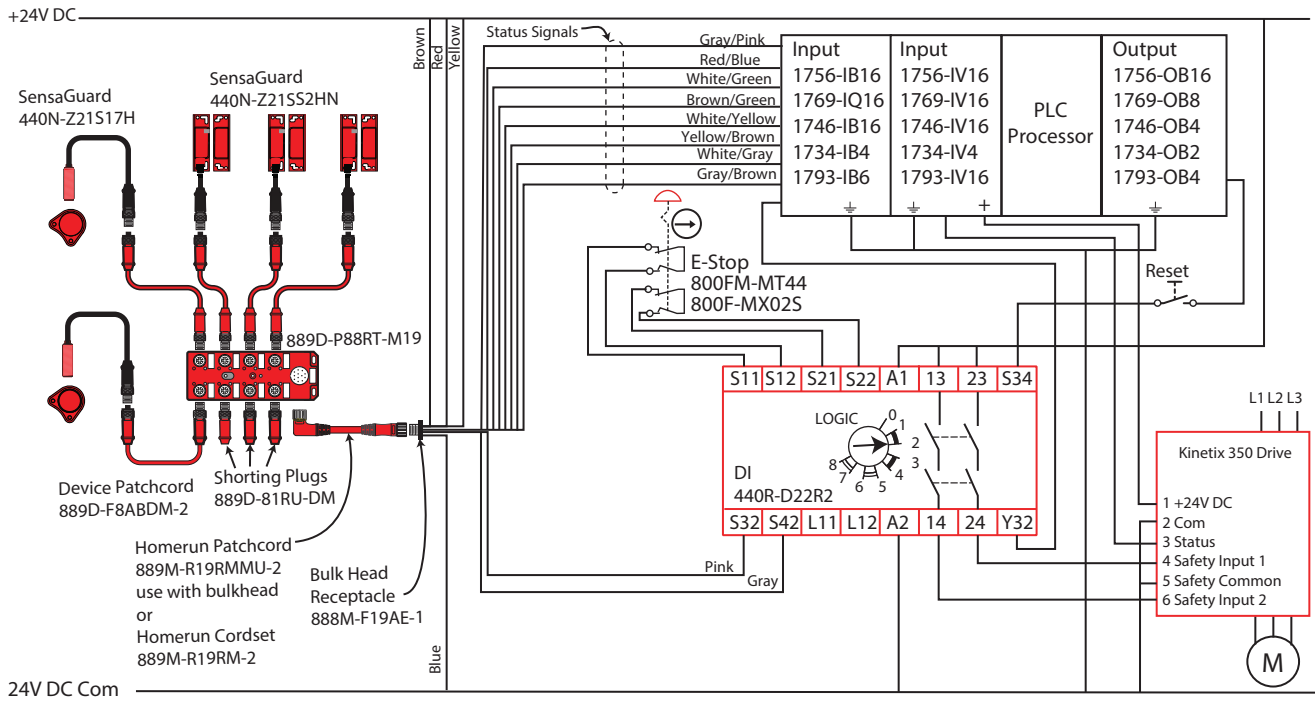 +24V DC
Brown
Red
Yellow
Status Signals
Gray/Pink
Red/Blue
White/Green
Brown/Green
White/Yellow
Yellow/Brown
White/Gray
Gray/Brown
Input
1756-IB16
1769-IQ16
1746-IB16
1734-IB4
1793-IB6
Input
1756-IV16
1769-IV16
1746-IV16
1734-IV4
1793-IV16
+
PLC
Processor
Output
1756-OB16
1769-OB8
1746-OB4
1734-OB2
1793-OB4
SensaGuard
440N-Z21S17H
SensaGuard
440N-Z21SS2HN
E-Stop
800FM-MT44
800F-MX02S
Reset
889D-P88RT-M19
S11
S12
S21
S22
A1
13
23
S34
LOGIC
0
1
2
3
4
5
6
7
8
DI
440R-D22R2
S32
S42
L11
L12
A2
14
24
Y32
L1 L2 L3
Kinetix 350 Drive
1 +24V DC
2 Com
3 Status
4 Safety Input 1
5 Safety Common
6 Safety Input 2
M
Device Patchcord
889D-F8ABDM-2
Shorting Plugs
889D-81RU-DM
Homerun Patchcord
889M-R19RMMU-2
use with bulkhead
or
Homerun Cordset
889M-R19RM-2
Bulk Head
Receptacle
888M-F19AE-1
Pink
Gray
Blue
24V DC Com